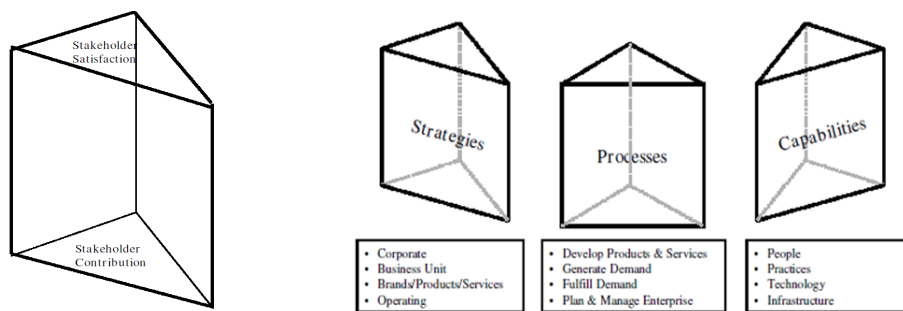 Stakeholder
Satisfaction
Stakeholder
Contribution
Strategies
Processes
Capabilities
• Corporate
• Business Unit
• Brands/Products/Services
• Operating
• Develop Products & Services
• Generate Demand
• Fulfill Demand
• Plan & Manage Enterprise
• People
• Practices
• Technology
• Infrastructure